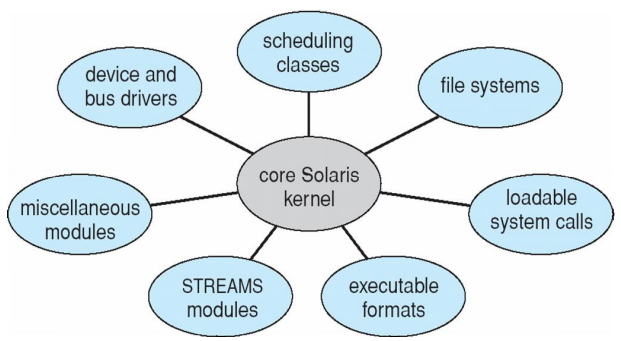 scheduling
classes
device and
bus drivers
file systems
core Solaris
kernel
miscellaneous
modules
loadable
system calls
STREAMS
modules
executable
formats